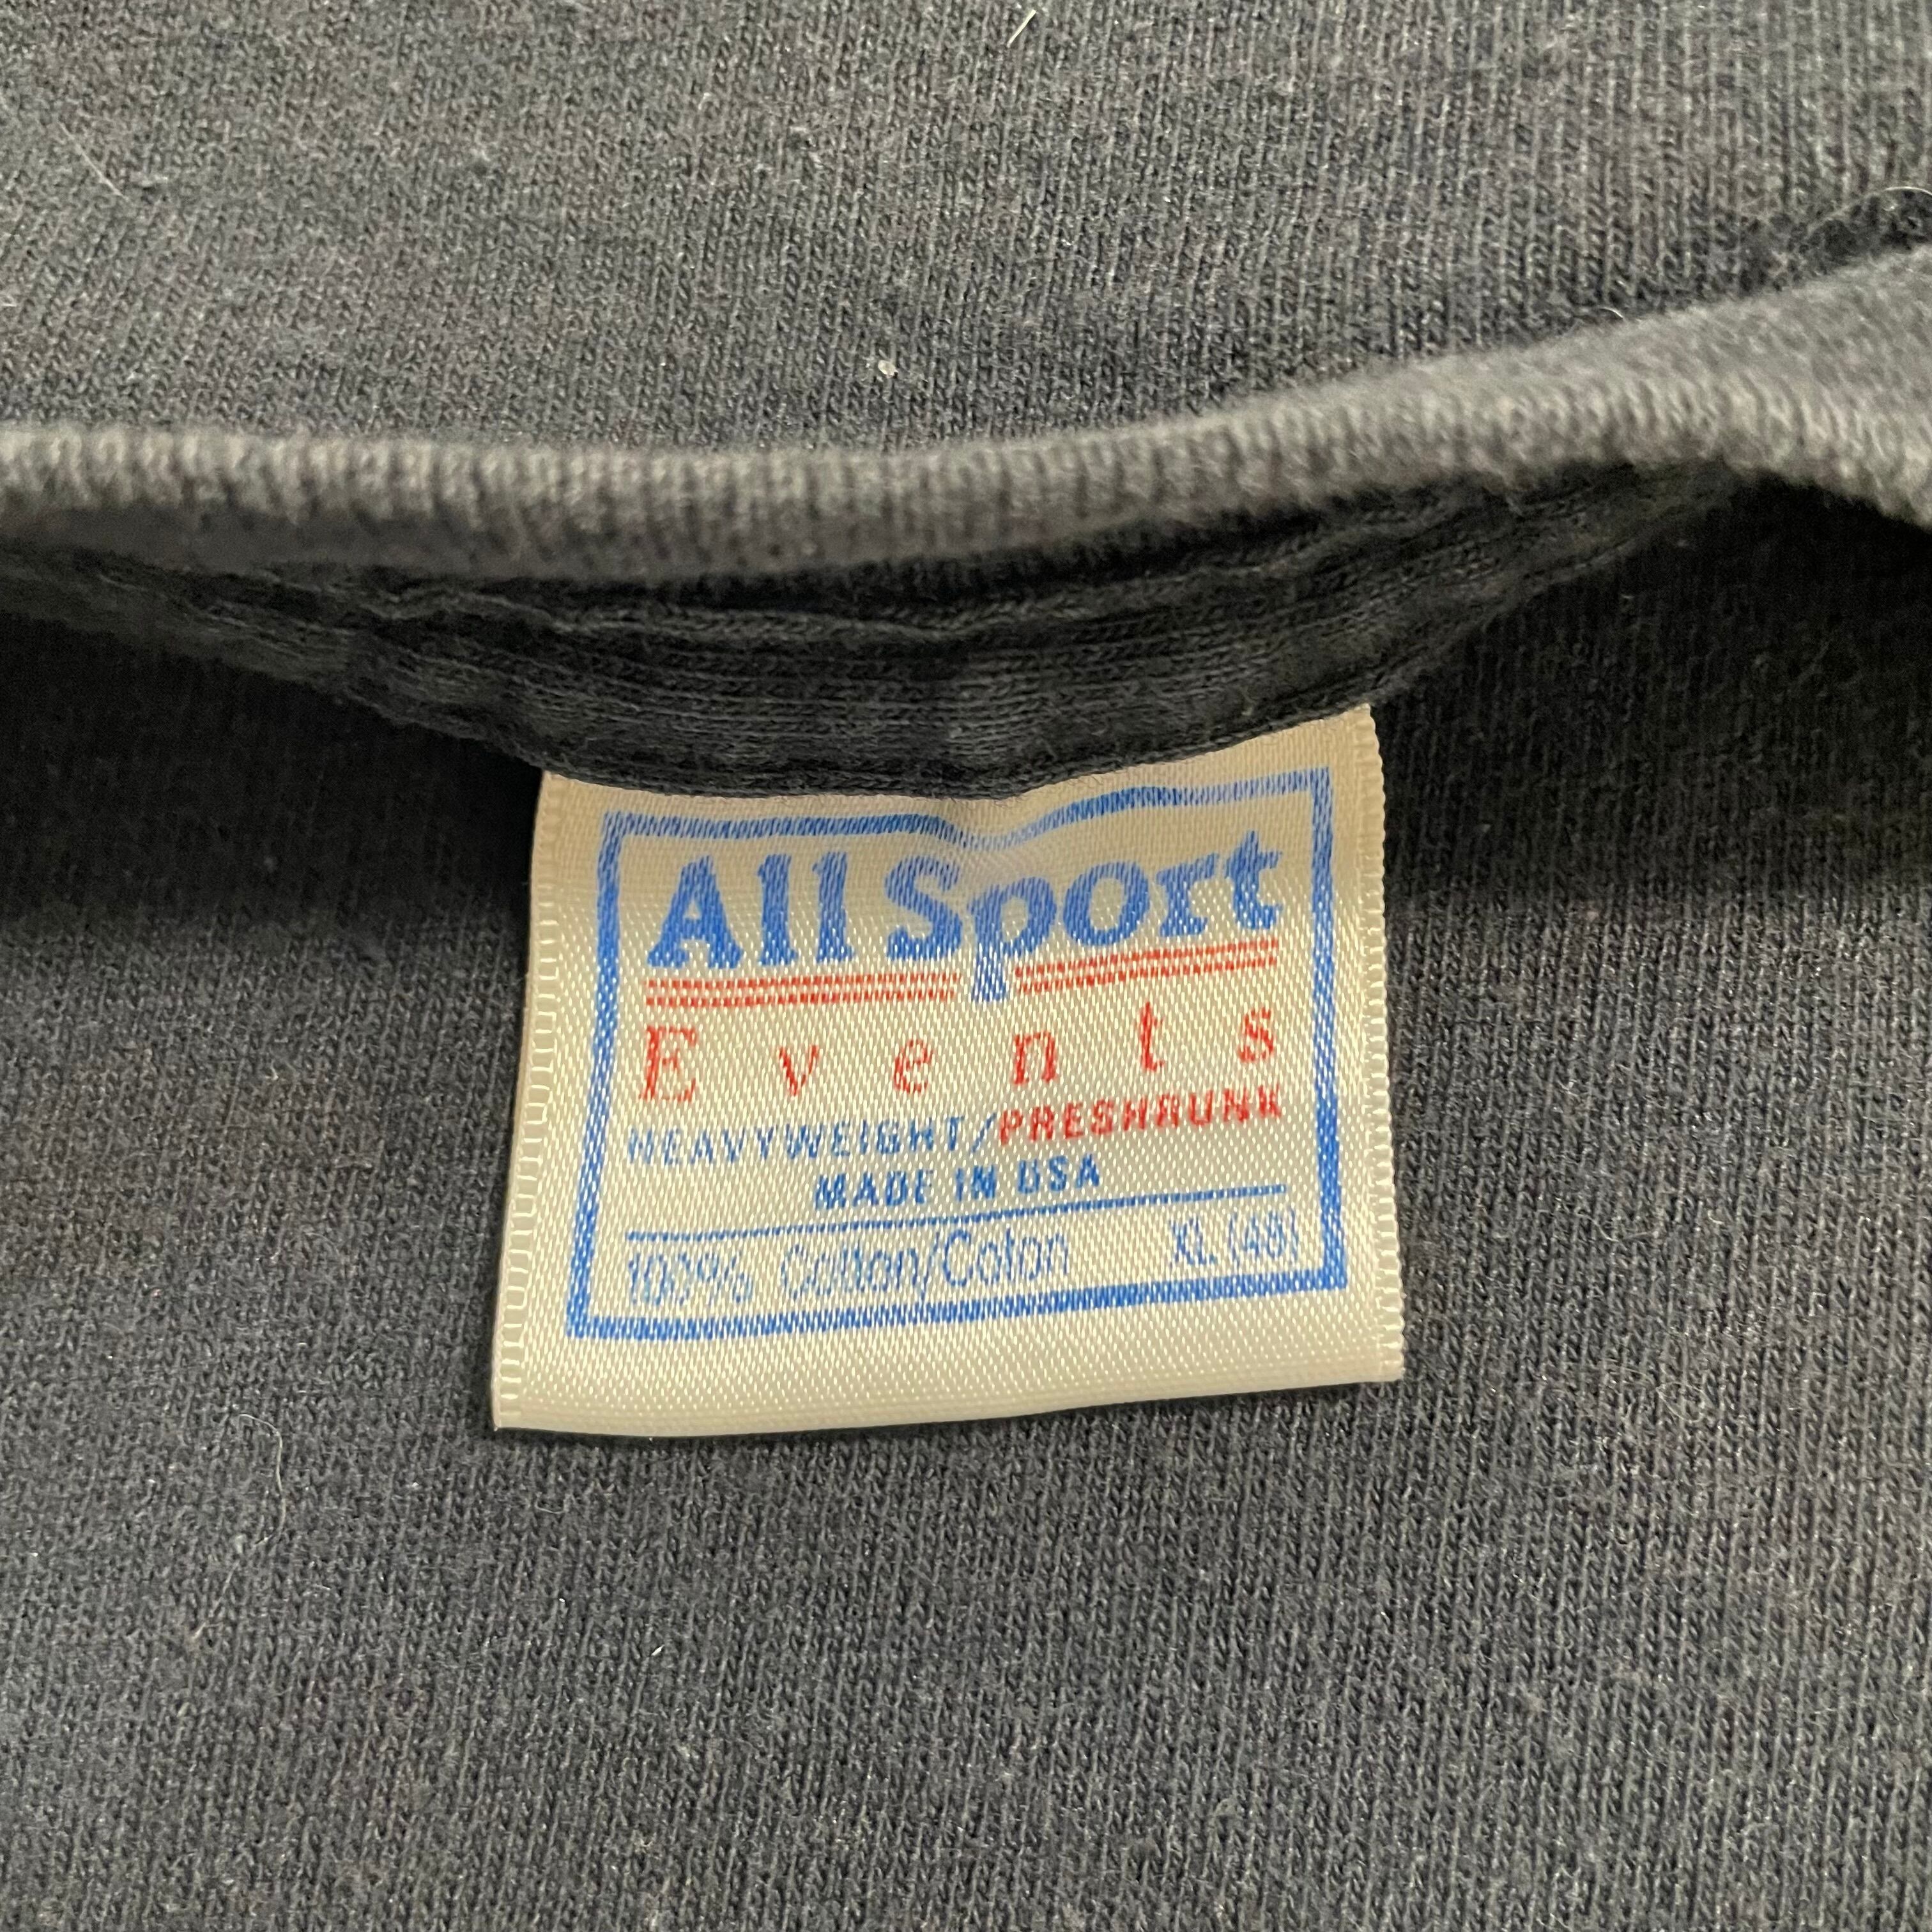 All Sport
Events
HEAVYWEIGHT/PRESHRUNK
MADE IN USA
100% Cotton/Coton XL (48)